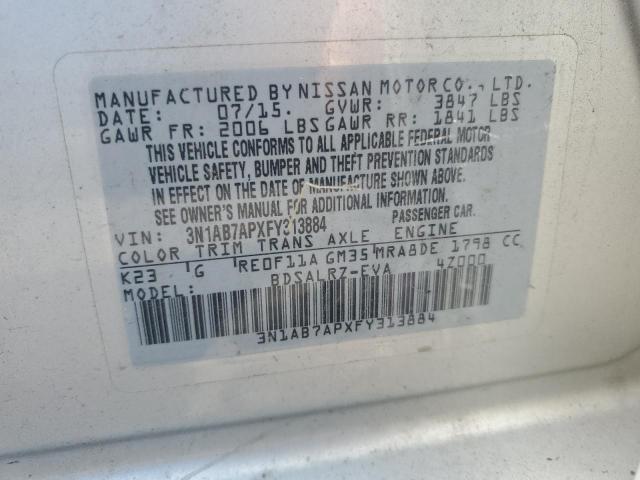 MANUFACTURED BY NISSAN MOTOR CO., LTD.
DATE: 07/15. GVWR: 3847 LBS
GAWR FR: 2006 LBS GAWR RR: 1841 LBS
THIS VEHICLE CONFORMS TO ALL APPLICABLE FEDERAL MOTOR
VEHICLE SAFETY, BUMPER AND THEFT PREVENTION STANDARDS
IN EFFECT ON THE DATE OF MANUFACTURE SHOWN ABOVE.
SEE OWNER'S MANUAL FOR ADDITIONAL INFORMATION.
VIN: 3N1AB7APXFY313884 PASSENGER CAR.
COLOR TRIM TRANS AXLE ENGINE
K23 G RE0F11A GM35 MRA8DE 1798 CC
MODEL: BDSALRZ-EVA 4Z000
3N1AB7APXFY313884